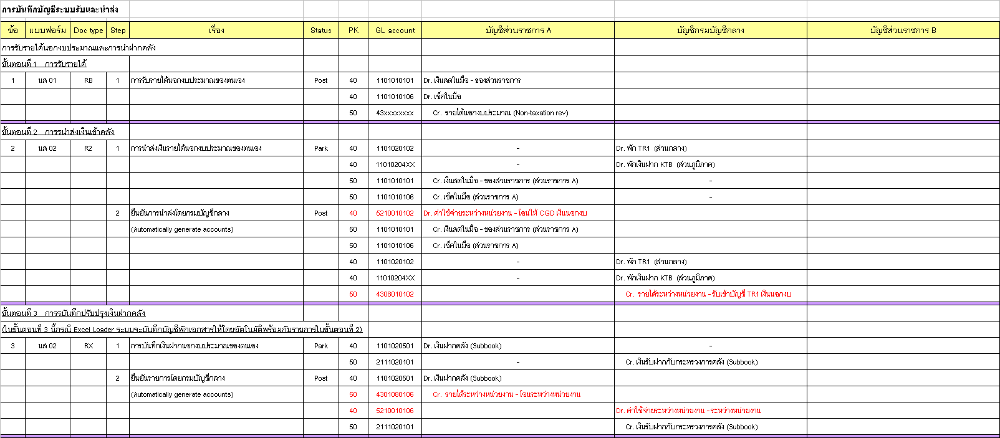 การบันทึกบัญชีระบบรับและนำส่ง
ข้อ แบบฟอร์ม Doc type Step เรื่อง Status PK GL account บัญชีส่วนราชการ A บัญชีกรมบัญชีกลาง บัญชีส่วนราชการ B
การรับรายได้นอกงบประมาณและการนำฝากคลัง
ขั้นตอนที่ 1 การรับรายได้
1 นส 01 RB 1 การรับรายได้นอกงบประมาณของตนเอง Post 40 1101010101 Dr. เงินสดในมือ - ของส่วนราชการ
40 1101010106 Dr. เช็คในมือ
50 43xxxxxxxx Cr. รายได้นอกงบประมาณ (Non-taxation rev)
ขั้นตอนที่ 2 การรนำส่งเงินเข้าคลัง
2 นส 02 R2 1 การนำส่งเงินรายได้นอกงบประมาณของตนเอง Park 40 1101020102 - Dr. พัก TR1 (ส่วนกลาง)
40 11010204XX - Dr. พักเงินฝาก KTB (ส่วนภูมิภาค)
50 1101010101 Cr. เงินสดในมือ - ของส่วนราชการ (ส่วนราชการ A) -
50 1101010106 Cr. เช็คในมือ (ส่วนราชการ A) -
2 ยืนยันการนำส่งโดยกรมบัญชีกลาง Post 40 5210010102 Dr. ค่าใช้จ่ายระหว่างหน่วยงาน - โอนให้ CGD เงินนอกงบ
(Automatically generate accounts) 50 1101010101 Cr. เงินสดในมือ - ของส่วนราชการ (ส่วนราชการ A)
50 1101010106 Cr. เช็คในมือ (ส่วนราชการ A)
40 1101020102 - Dr. พัก TR1 (ส่วนกลาง)
40 11010204XX - Dr. พักเงินฝาก KTB (ส่วนภูมิภาค)
50 4308010102 Cr. รายได้ระหว่างหน่วยงาน - รับเข้าบัญชี TR1 เงินนอกงบ
ขั้นตอนที่ 3 การรบันทึกปรับปรุงเงินฝากคลัง
(ในขั้นตอนที่ 3 นี้กรณี Excel Loader ระบบจะบันทึกบัญชีพักเอกสารให้โดยอัตโนมัติพร้อมกับรายการในขั้นตอนที่ 2)
3 นส 02 RX 1 การบันทึกเงินฝากนอกงบประมาณของตนเอง Park 40 1101020501 Dr. เงินฝากคลัง (Subbook) -
50 2111020101 - Cr. เงินรับฝากกับกระทรวงการคลัง (Subbook)
2 ยืนยันรายการโดยกรมบัญชีกลาง Post 40 1101020501 Dr. เงินฝากคลัง (Subbook)
(Automatically generate accounts) 50 4301080106 Cr. รายได้ระหว่างหน่วยงาน - โอนระหว่างหน่วยงาน
40 5210010106 Dr. ค่าใช้จ่ายระหว่างหน่วยงาน - ระหว่างหน่วยงาน
50 2111020101 Cr. เงินรับฝากกับกระทรวงการคลัง (Subbook)